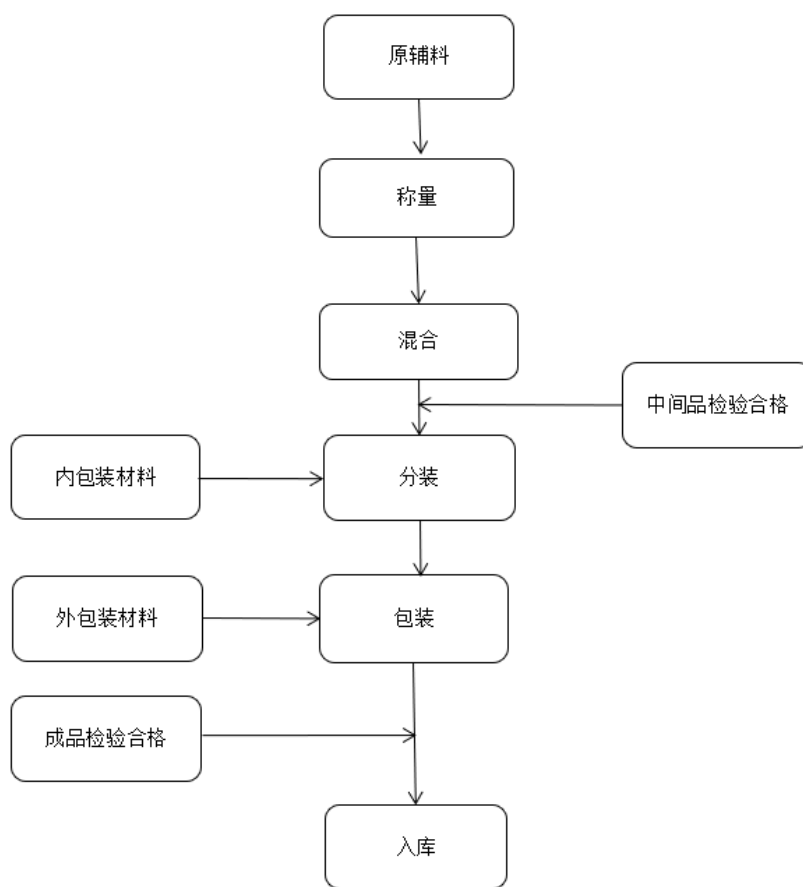 原辅料
称量
混合
中间品检验合格
内包装材料
分装
外包装材料
包装
成品检验合格
入库